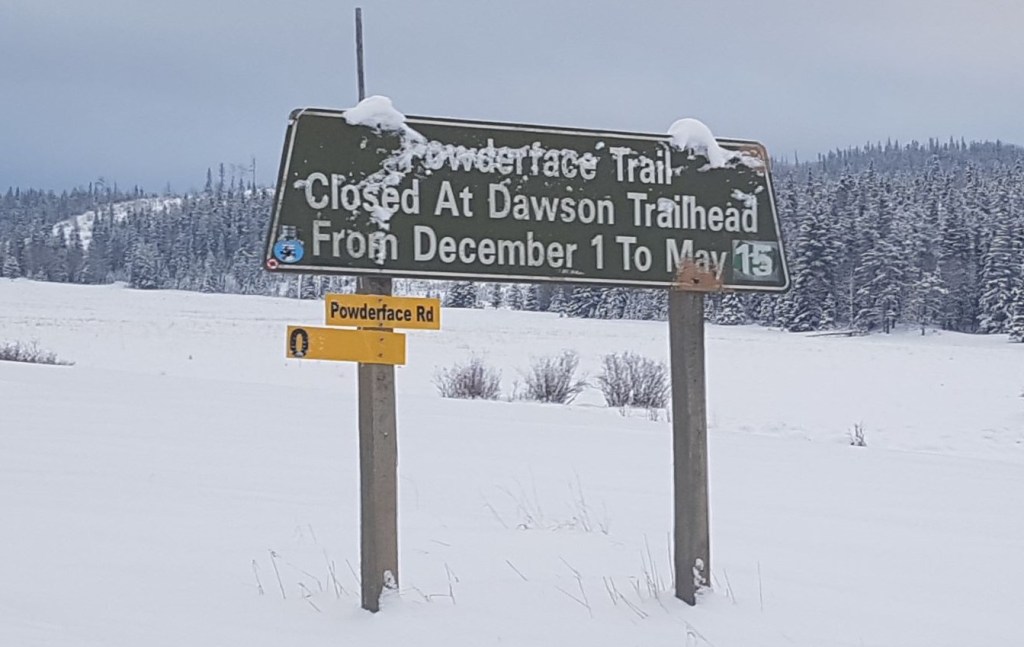 Powderface Trail
Closed At Dawson Trailhead
From December 1 To May 15
Powderface Rd